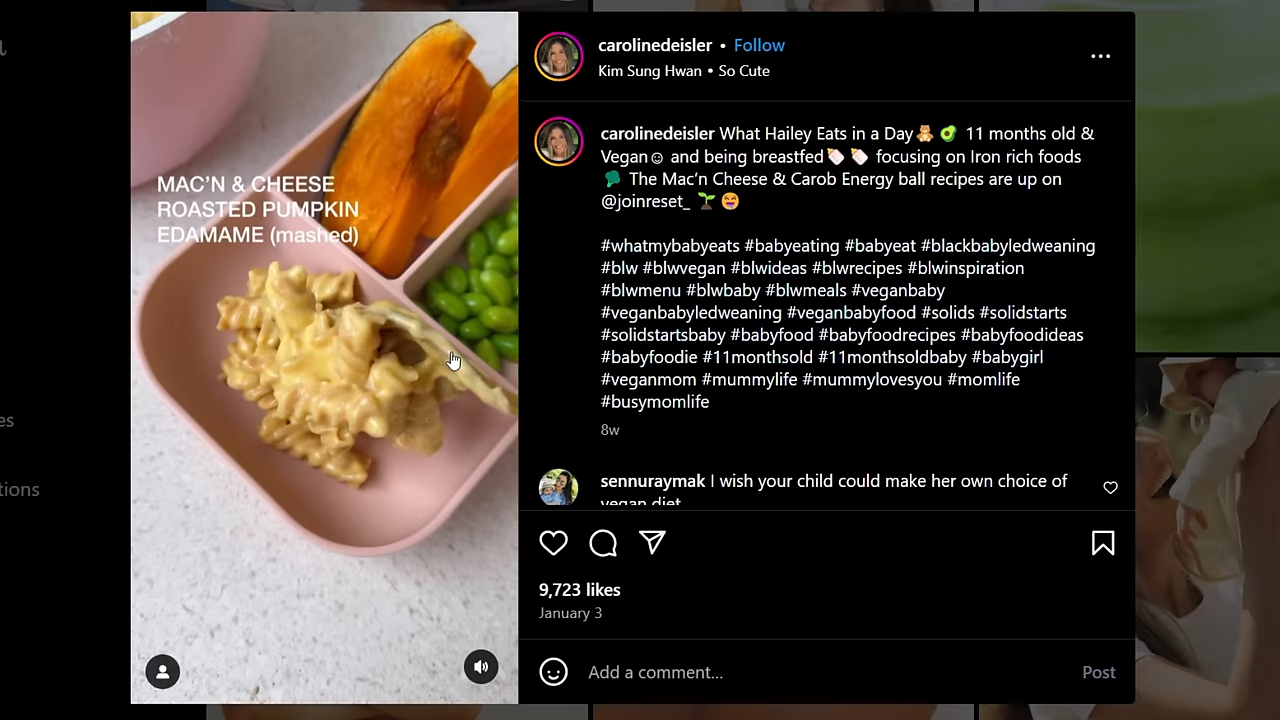 MAC'N & CHEESE
ROASTED PUMPKIN
EDAMAME (mashed)
carolinedeisler • Follow
Kim Sung Hwan • So Cute
carolinedeisler What Hailey Eats in a Day🧸🥑 11 months old &
Vegan☺ and being breastfed🍼🍼 focusing on Iron rich foods
🥦 The Mac'n Cheese & Carob Energy ball recipes are up on
@joinreset_ 🌱😄
#whatmybabyeats #babyeating #babyeat #blackbabyledweaning
#blw #blwvegan #blwideas #blwrecipes #blwinspiration
#blwmenu #blwbaby #blwmeals #veganbaby
#veganbabyledweaning #veganbabyfood #solids #solidstarts
#solidstartsbaby #babyfood #babyfoodrecipes #babyfoodideas
#babyfoodie #11monthsold #11monthsoldbaby #babygirl
#veganmom #mummylife #mummylovesyou #momlife
#busymomlife
8w
sennuraymak I wish your child could make her own choice of
vegan diet
9,723 likes
January 3
Add a comment...
Post
es
tions